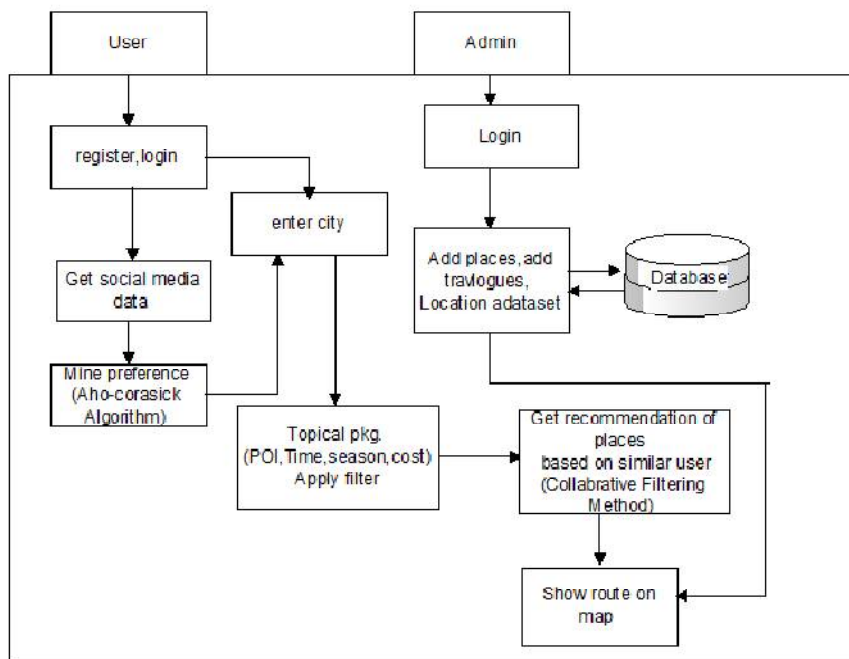 User
Admin
register,login
Login
enter city
Get social media
data
Add places,add
travlogues,
Location adataset
Database
Mine preference
(Aho-corasick
Algorithm)
Topical pkg.
(POI,Time,season,cost)
Apply filter
Get recommendation of
places
based on similar user
(Collabrative Filtering
Method)
Show route on
map